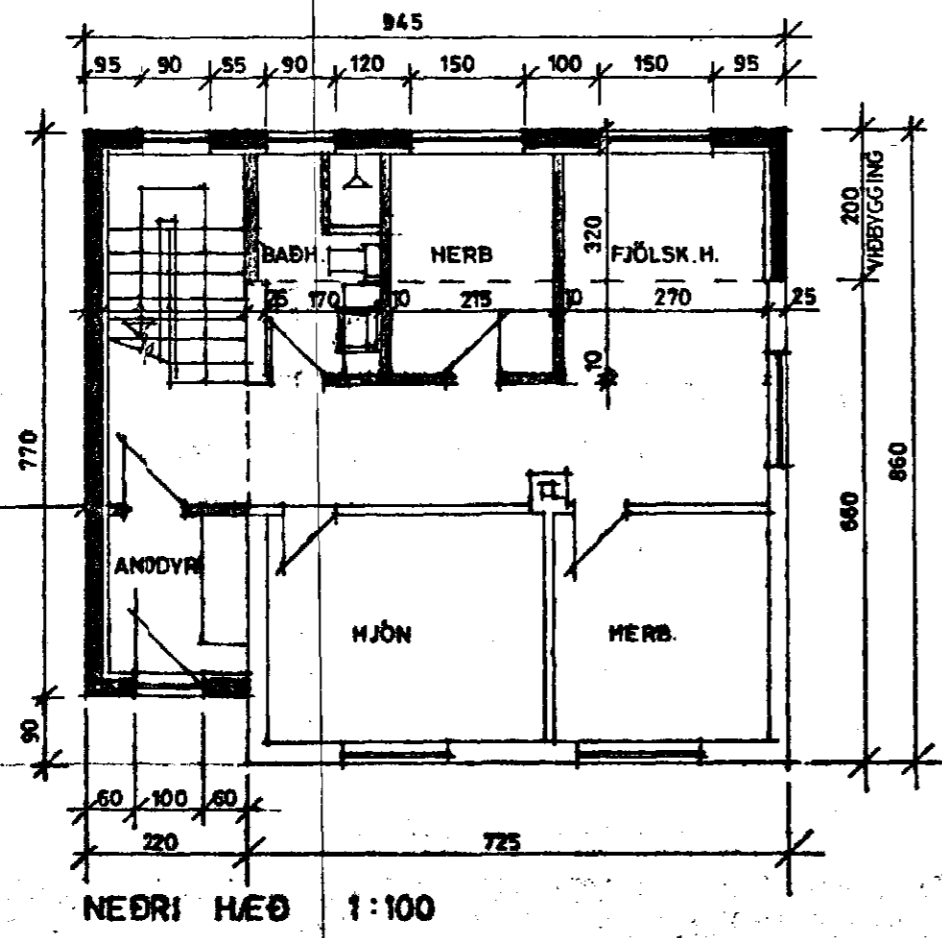 945
95 90 55 90 120 150 100 150 95
200
VIÐBYGGING
320
BAÐH. HERB FJÖLSK.H.
25 170 10 215 10 270 25
10
770
860
660
ANDDYRI
HJÓN HERB.
90
60 100 60
220 725
NEÐRI HÆÐ 1:100